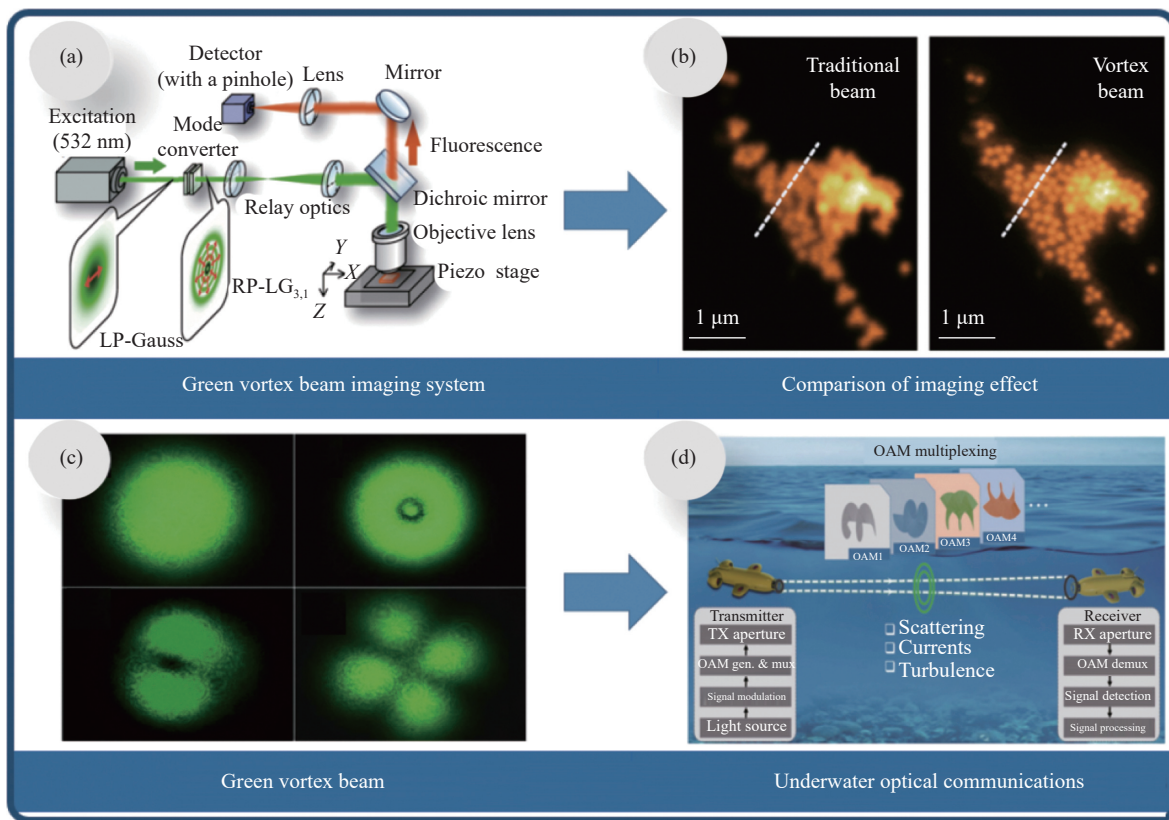 (a)
Detector
(with a pinhole)
Lens
Mirror
Excitation
(532 nm)
Mode
converter
Fluorescence
Relay optics
Dichroic mirror
Objective lens
Y
X
Z
Piezo stage
RP-LG3,1
LP-Gauss
Green vortex beam imaging system
(b)
Traditional
beam
1 μm
Vortex
beam
1 μm
Comparison of imaging effect
(c)
Green vortex beam
(d)
OAM multiplexing
OAM1
OAM2
OAM3
OAM4
...
Transmitter
TX aperture
OAM gen. & mux
Signal modulation
Light source
Scattering
Currents
Turbulence
Receiver
RX aperture
OAM demux
Signal detection
Signal processing
Underwater optical communications